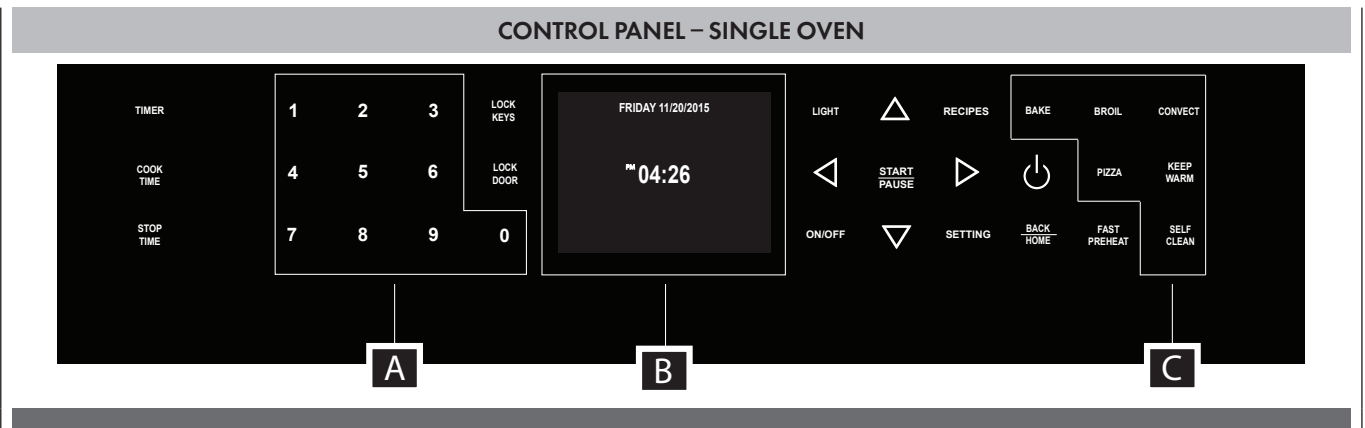 CONTROL PANEL – SINGLE OVEN
TIMER
1 2 3
LOCK
KEYS
FRIDAY 11/20/2015
LIGHT
RECIPES
BAKE
BROIL
CONVECT
COOK
TIME
4 5 6
LOCK
DOOR
PM 04:26
START
PAUSE
PIZZA
KEEP
WARM
STOP
TIME
7 8 9 0
ON/OFF
SETTING
BACK
HOME
FAST
PREHEAT
SELF
CLEAN
A
B
C